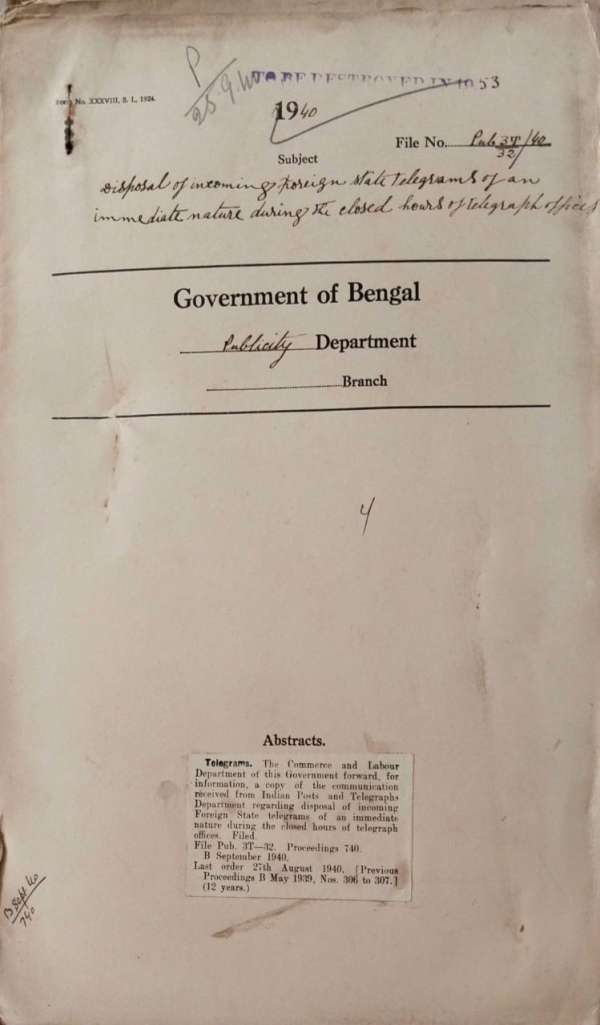 P
25.9.40
TO BE DESTROYED IN 1953
Form No. XXXVIII, S. L. 1924.
1940
File No. Pub 3T/32/40
Subject
disposal of incoming Foreign state telegrams of an
immediate nature during the closed hours of telegraph offices
Government of Bengal
Publicity Department
Branch
4
Abstracts.
Telegrams. The Commerce and Labour
Department of this Government forward, for
information, a copy of the communication
received from Indian Posts and Telegraphs
Department regarding disposal of incoming
Foreign State telegrams of an immediate
nature during the closed hours of telegraph
offices. Filed.
File Pub. 3T—32. Proceedings 740.
B September 1940.
Last order 27th August 1940. [Previous
Proceedings B May 1939, Nos. 306 to 307.]
(12 years.)
B Sept 40
740